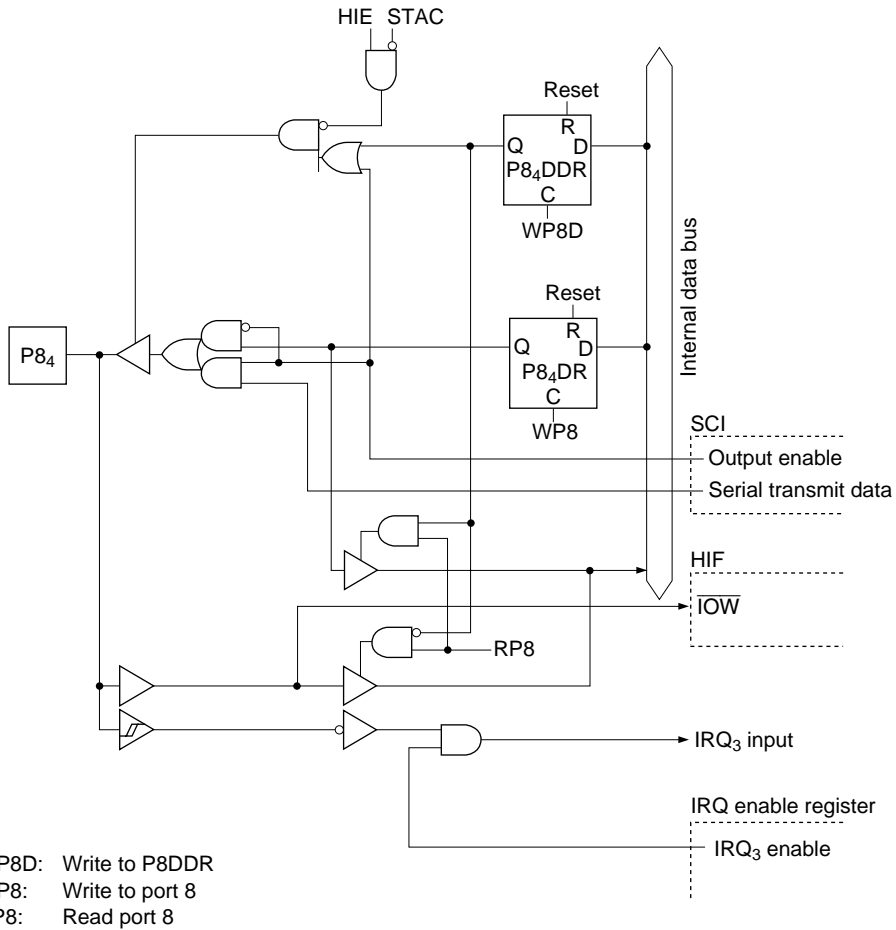 HIE STAC
Reset
R
Q D
P8₄DDR
C
WP8D
Internal data bus
Reset
R
Q D
P8₄DR
C
WP8
P8₄
SCI
Output enable
Serial transmit data
HIF
I̅O̅W̅
RP8
IRQ₃ input
IRQ enable register
IRQ₃ enable
P8D: Write to P8DDR
P8: Write to port 8
P8: Read port 8